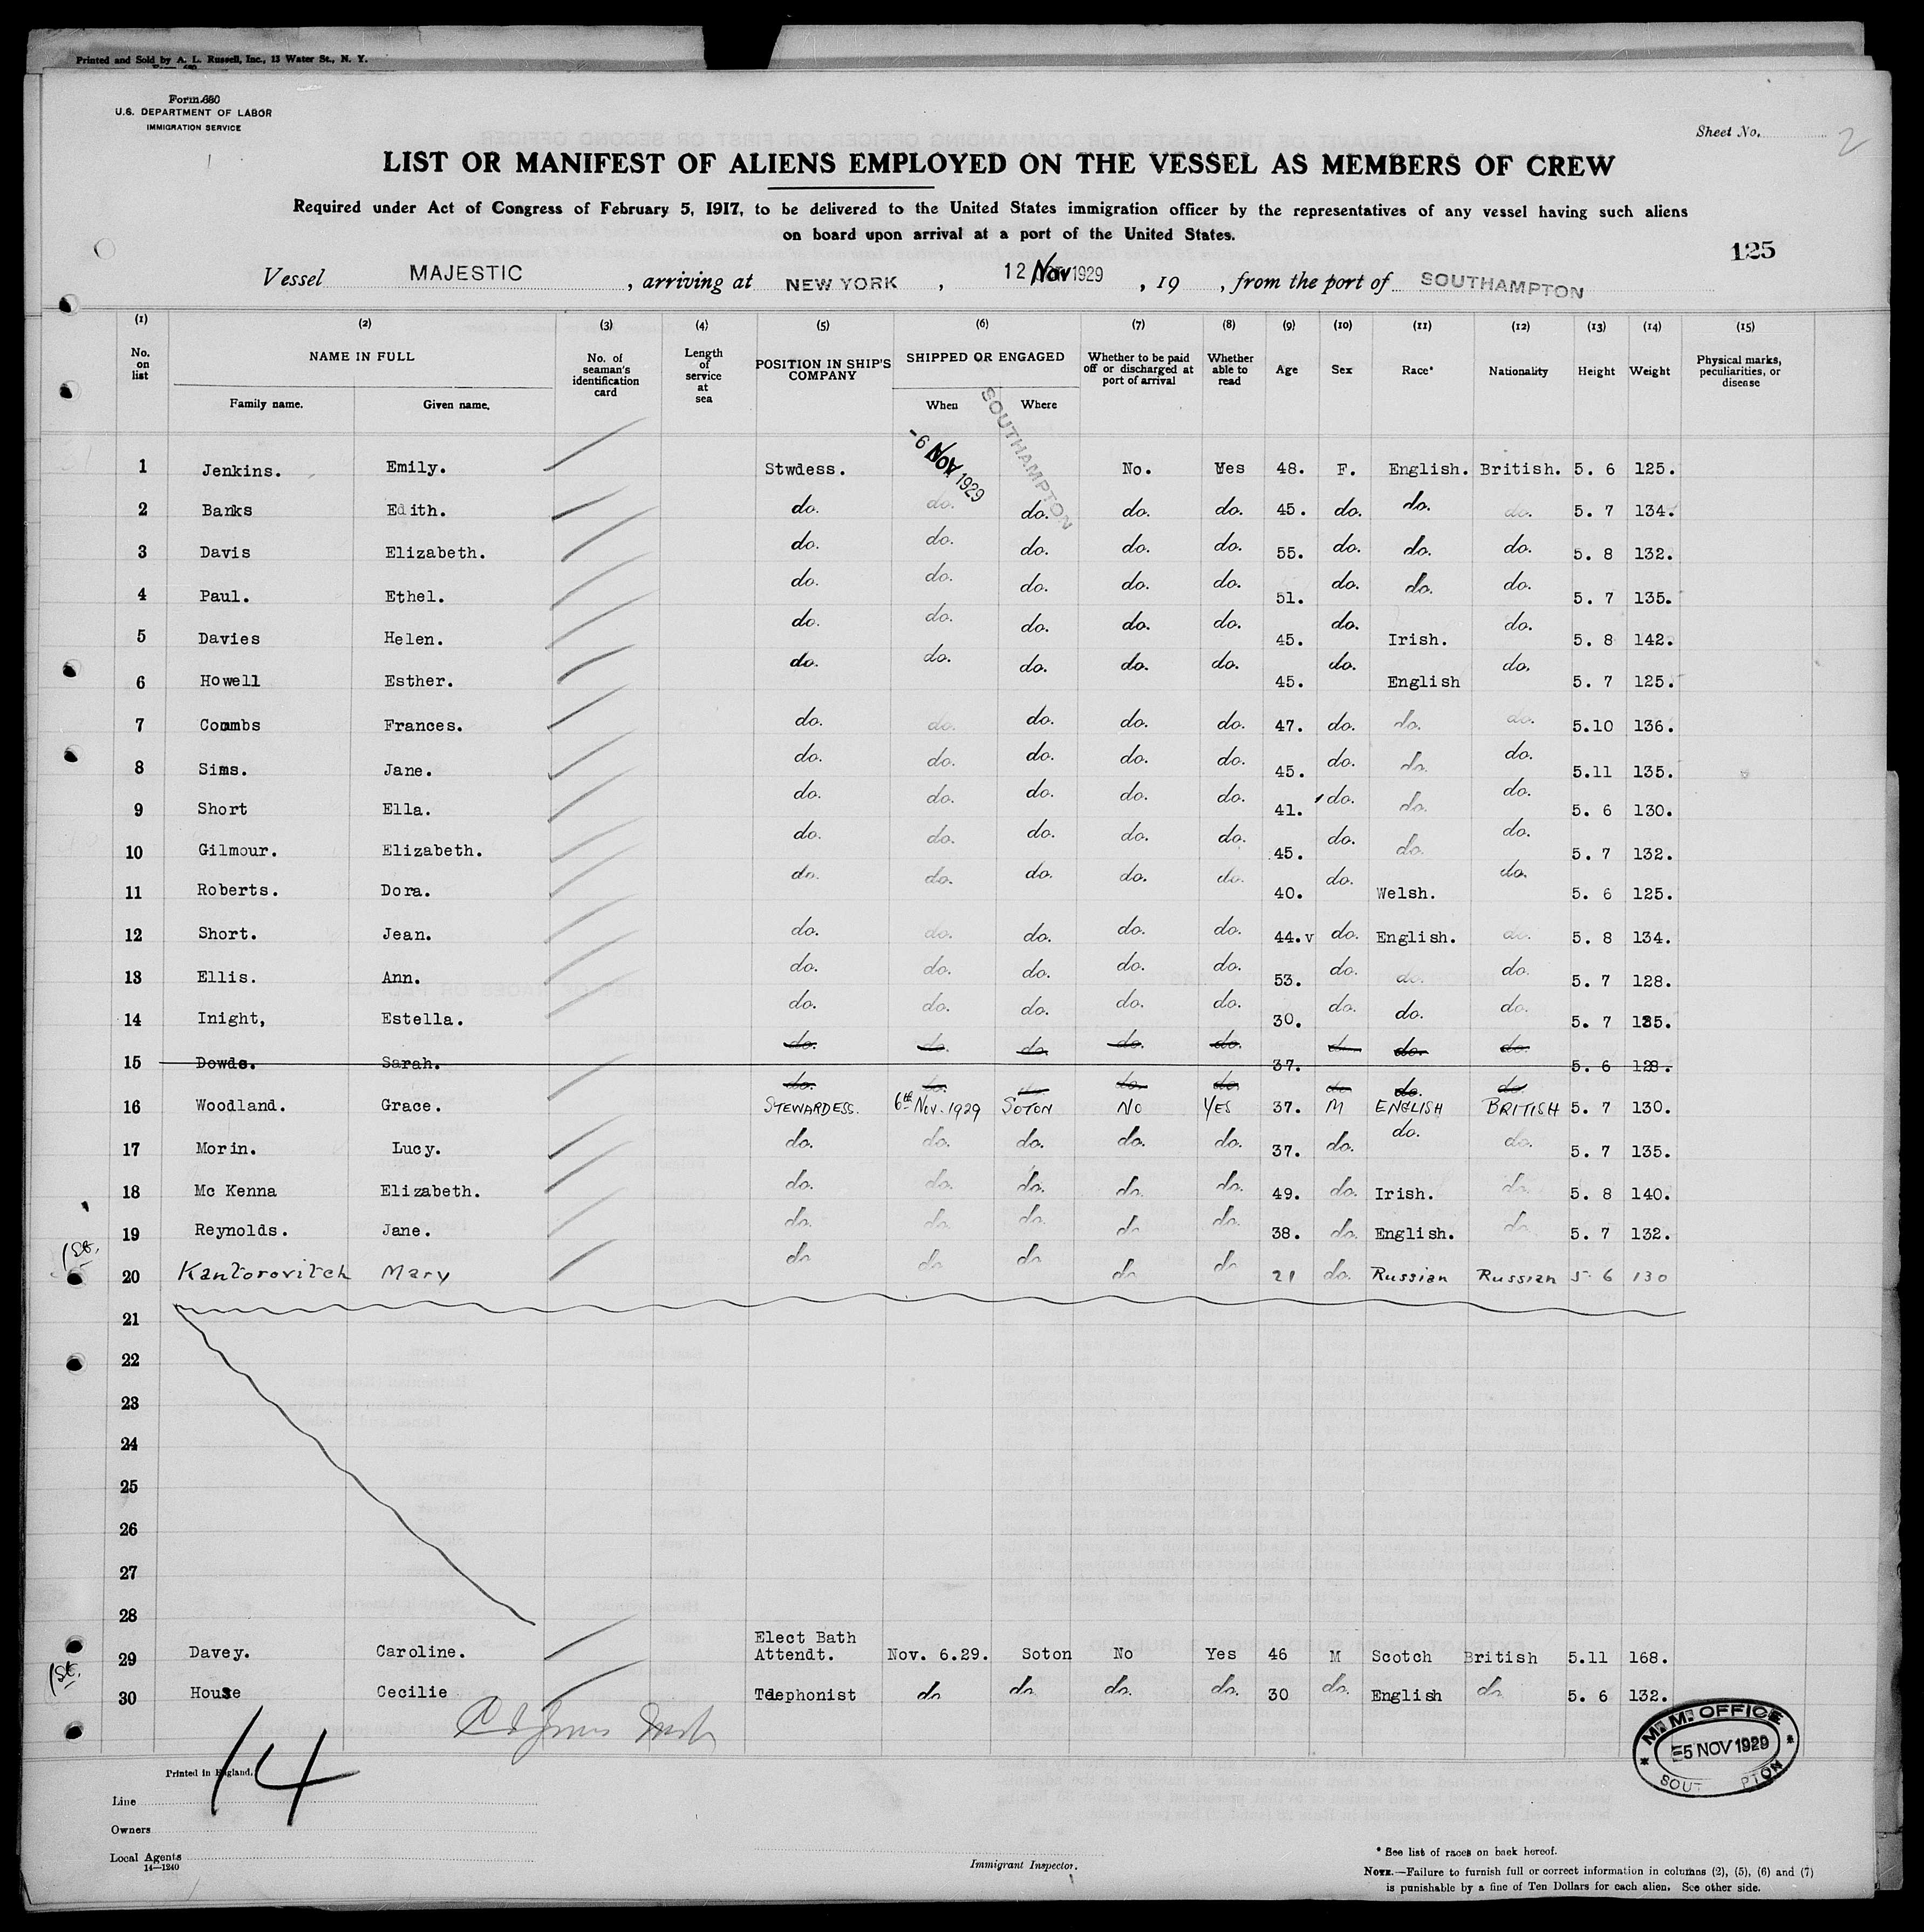 Printed and Sold by A. L. Russell, Inc., 13 Water St., N. Y.
Form 680
U.S. DEPARTMENT OF LABOR
IMMIGRATION SERVICE
Sheet No. 2
LIST OR MANIFEST OF ALIENS EMPLOYED ON THE VESSEL AS MEMBERS OF CREW
Required under Act of Congress of February 5, 1917, to be delivered to the United States immigration officer by the representatives of any vessel having such aliens
on board upon arrival at a port of the United States.
125
Vessel MAJESTIC, arriving at NEW YORK, 12 Nov 1929, 19 , from the port of SOUTHAMPTON
(1) (2) (3) (4) (5) (6) (7) (8) (9) (10) (11) (12) (13) (14) (15)
No. on list NAME IN FULL No. of seaman's identification card Length of service at sea POSITION IN SHIP'S COMPANY SHIPPED OR ENGAGED Whether to be paid off or discharged at port of arrival Whether able to read Age Sex Race* Nationality Height Weight Physical marks, peculiarities, or disease
Family name. Given name. When Where
1 Jenkins. Emily. Stwdess. -6 Nov 1929 SOUTHAMPTON No. Yes 48. F. English. British. 5. 6 125.
2 Banks Edith. do. do. do. do. do. 45. do. do. do. 5. 7 134.
3 Davis Elizabeth. do. do. do. do. do. 55. do. do. do. 5. 8 132.
4 Paul. Ethel. do. do. do. do. do. 51. do. do. do. 5. 7 135.
5 Davies Helen. do. do. do. do. do. 45. do. Irish. do. 5. 8 142.
6 Howell Esther. do. do. do. do. do. 45. do. English do. 5. 7 125.
7 Coombs Frances. do. do. do. do. do. 47. do. do. do. 5.10 136.
8 Sims. Jane. do. do. do. do. do. 45. do. do. do. 5.11 135.
9 Short Ella. do. do. do. do. do. 41. do. do. do. 5. 6 130.
10 Gilmour. Elizabeth. do. do. do. do. do. 45. do. do. do. 5. 7 132.
11 Roberts. Dora. do. do. do. do. do. 40. do. Welsh. do. 5. 6 125.
12 Short. Jean. do. do. do. do. do. 44.v do. English. do. 5. 8 134.
13 Ellis. Ann. do. do. do. do. do. 53. do. do. do. 5. 7 128.
14 Inight, Estella. do. do. do. do. do. 30. do. do. do. 5. 7 135.
15 Dowds. Sarah. do. do. do. do. do. 37. do. do. do. 5. 6 128.
do. do. do. do. do. do. do. do.
16 Woodland. Grace. STEWARDESS. 6th Nov. 1929 SOTON NO YES 37. M ENGLISH BRITISH 5. 7 130.
17 Morin. Lucy. do. do. do. do. do. 37. do. do. do. 5. 7 135.
18 Mc Kenna Elizabeth. do. do. do. do. do. 49. do. Irish. do. 5. 8 140.
19 Reynolds. Jane. do. do. do. do do. 38. do. English. do. 5. 7 132.
20 Kantorovitch Mary do do do do do 21 do. Russian Russian 5 6 130
21
22
23
24
25
26
27
28
29 Davey. Caroline. Elect Bath Attendt. Nov. 6.29. Soton No Yes 46 M Scotch British 5.11 168.
30 House Cecilie Telephonist do do. do. do. 30 do. English do 5. 6 132.
14
M. M. OFFICE
5 NOV 1929
Printed in England.
Line
Owners
Local Agents
14—1240
Immigrant Inspector.
* See list of races on back hereof.
NOTE.—Failure to furnish full or correct information in columns (2), (5), (6) and (7)
is punishable by a fine of Ten Dollars for each alien. See other side.